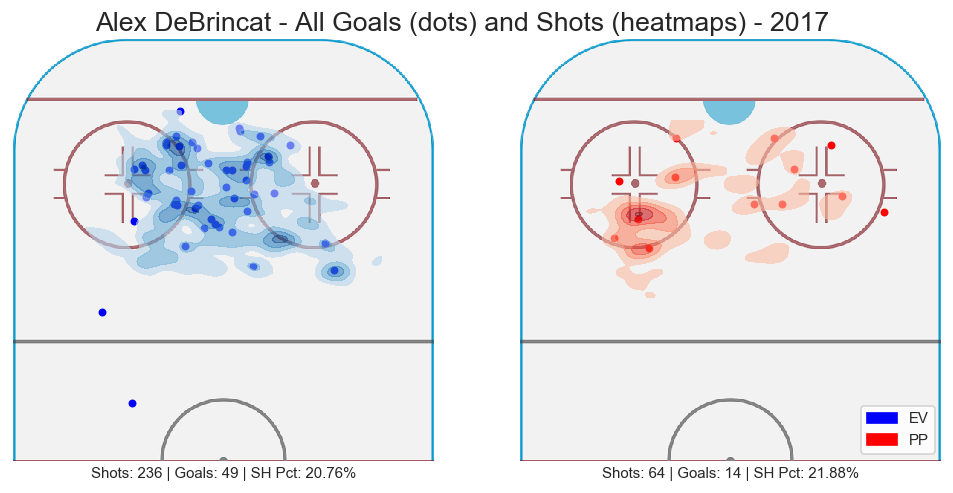 Alex DeBrincat - All Goals (dots) and Shots (heatmaps) - 2017
EV
PP
Shots: 236 | Goals: 49 | SH Pct: 20.76%
Shots: 64 | Goals: 14 | SH Pct: 21.88%